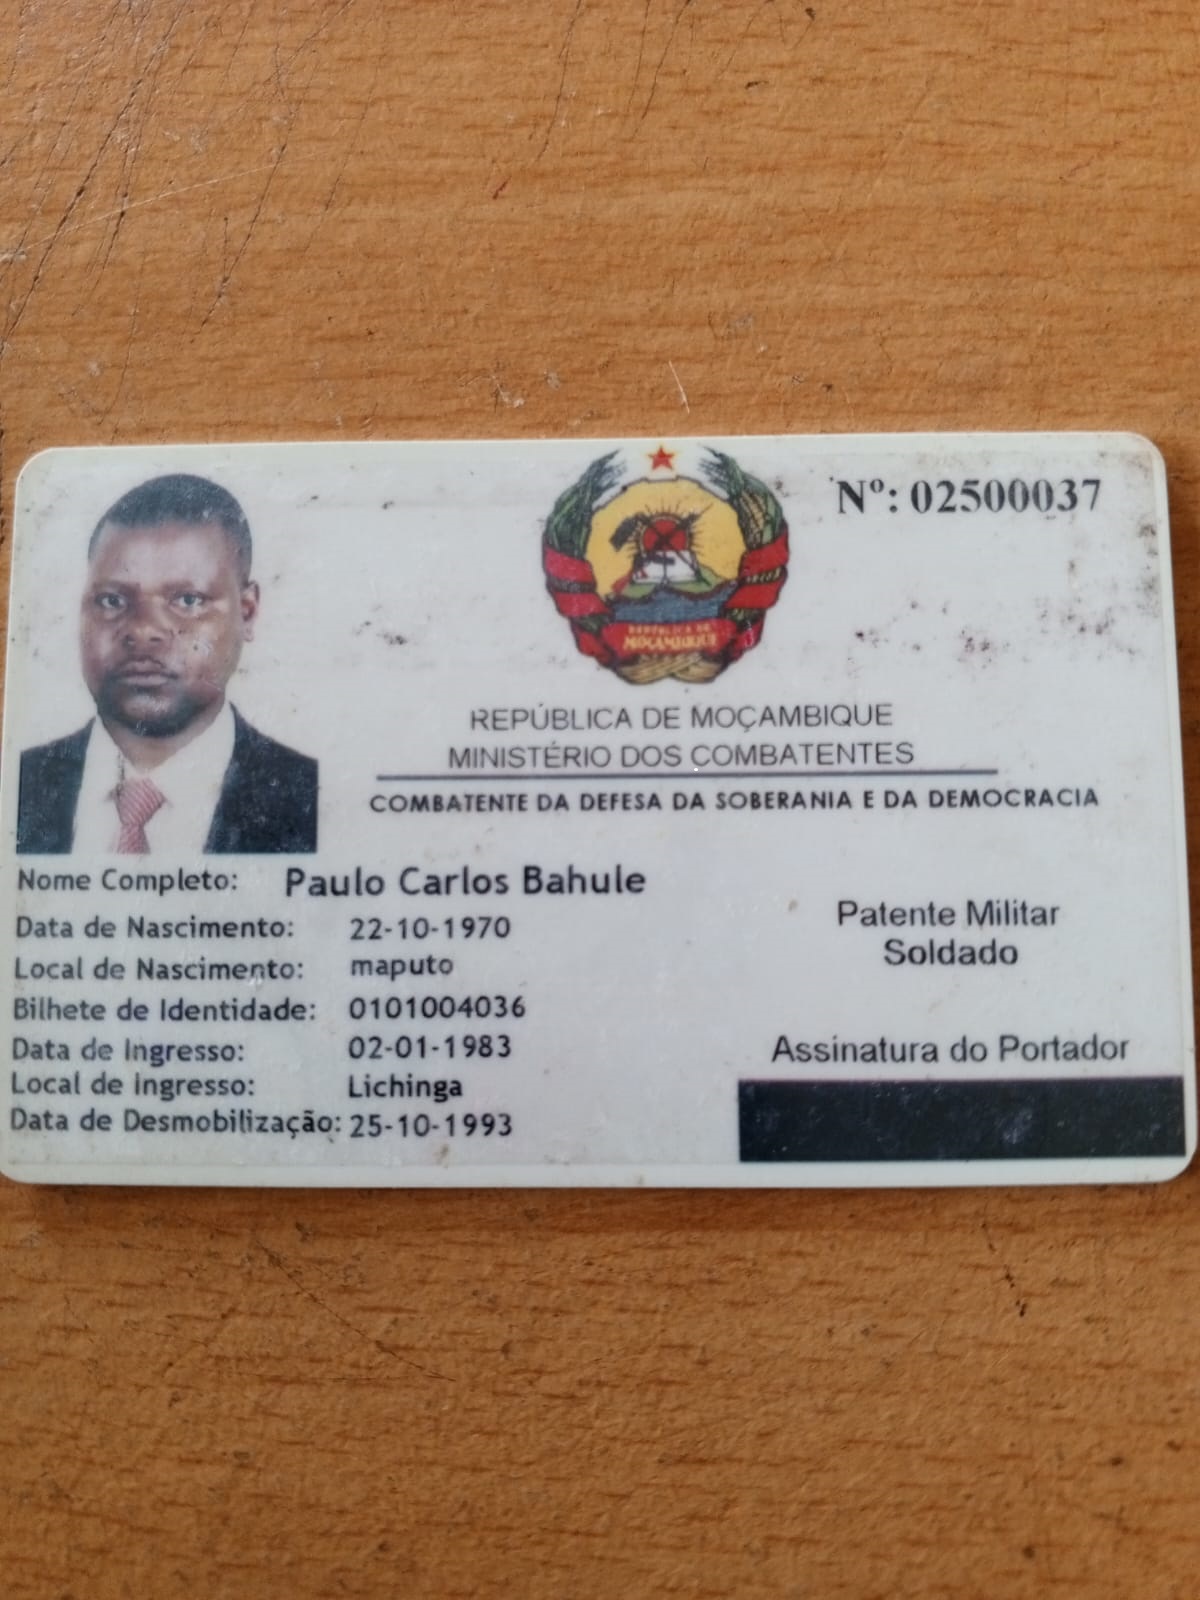 Nº: 02500037
REPÚBLICA DE
MOÇAMBIQUE
REPÚBLICA DE MOÇAMBIQUE
MINISTÉRIO DOS COMBATENTES
COMBATENTE DA DEFESA DA SOBERANIA E DA DEMOCRACIA
Nome Completo: Paulo Carlos Bahule
Data de Nascimento: 22-10-1970
Local de Nascimento: maputo
Bilhete de Identidade: 0101004036
Data de Ingresso: 02-01-1983
Local de Ingresso: Lichinga
Data de Desmobilização: 25-10-1993
Patente Militar
Soldado
Assinatura do Portador